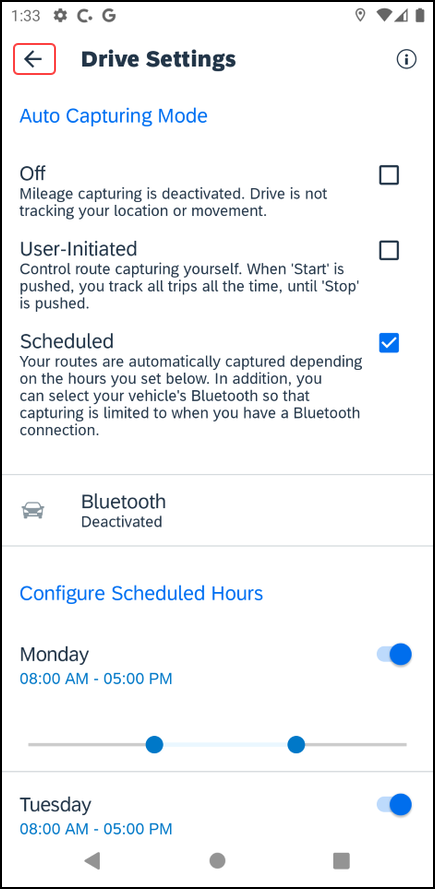 1:33
Drive Settings
Auto Capturing Mode
Off
Mileage capturing is deactivated. Drive is not
tracking your location or movement.
User-Initiated
Control route capturing yourself. When 'Start' is
pushed, you track all trips all the time, until 'Stop'
is pushed.
Scheduled
Your routes are automatically captured depending
on the hours you set below. In addition, you
can select your vehicle's Bluetooth so that
capturing is limited to when you have a Bluetooth
connection.
Bluetooth
Deactivated
Configure Scheduled Hours
Monday
08:00 AM - 05:00 PM
Tuesday
08:00 AM - 05:00 PM